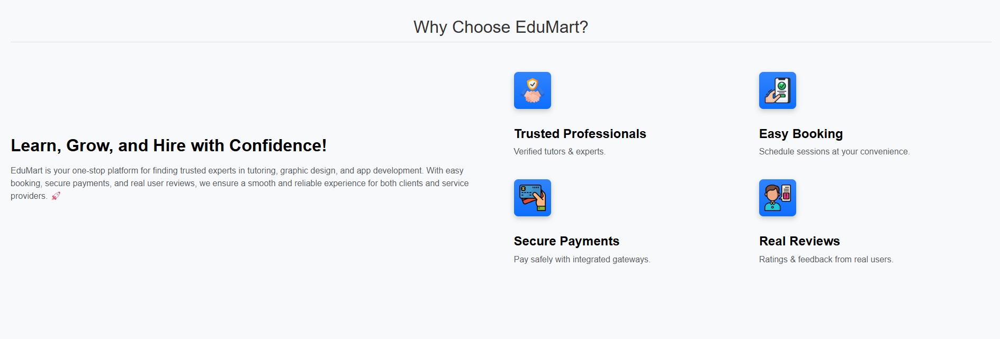 Why Choose EduMart?
Learn, Grow, and Hire with Confidence!
EduMart is your one-stop platform for finding trusted experts in tutoring, graphic design, and app development. With easy
booking, secure payments, and real user reviews, we ensure a smooth and reliable experience for both clients and service
providers. 🚀
Trusted Professionals
Verified tutors & experts.
Easy Booking
Schedule sessions at your convenience.
Secure Payments
Pay safely with integrated gateways.
Real Reviews
Ratings & feedback from real users.